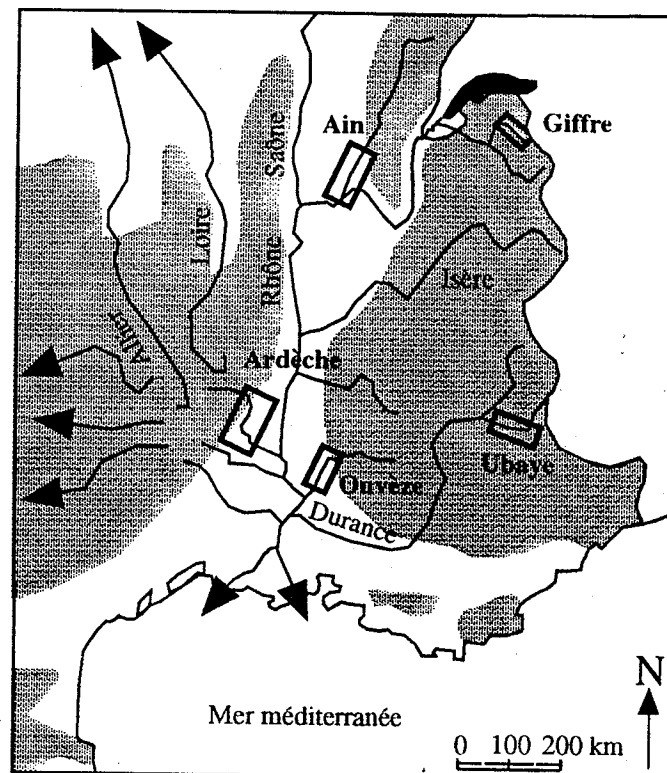 Ain
Giffre
Saône
Loire
Rhône
Isère
Allier
Ardèche
Ubaye
Ouvèze
Durance
N
Mer méditerranée
0 100 200 km